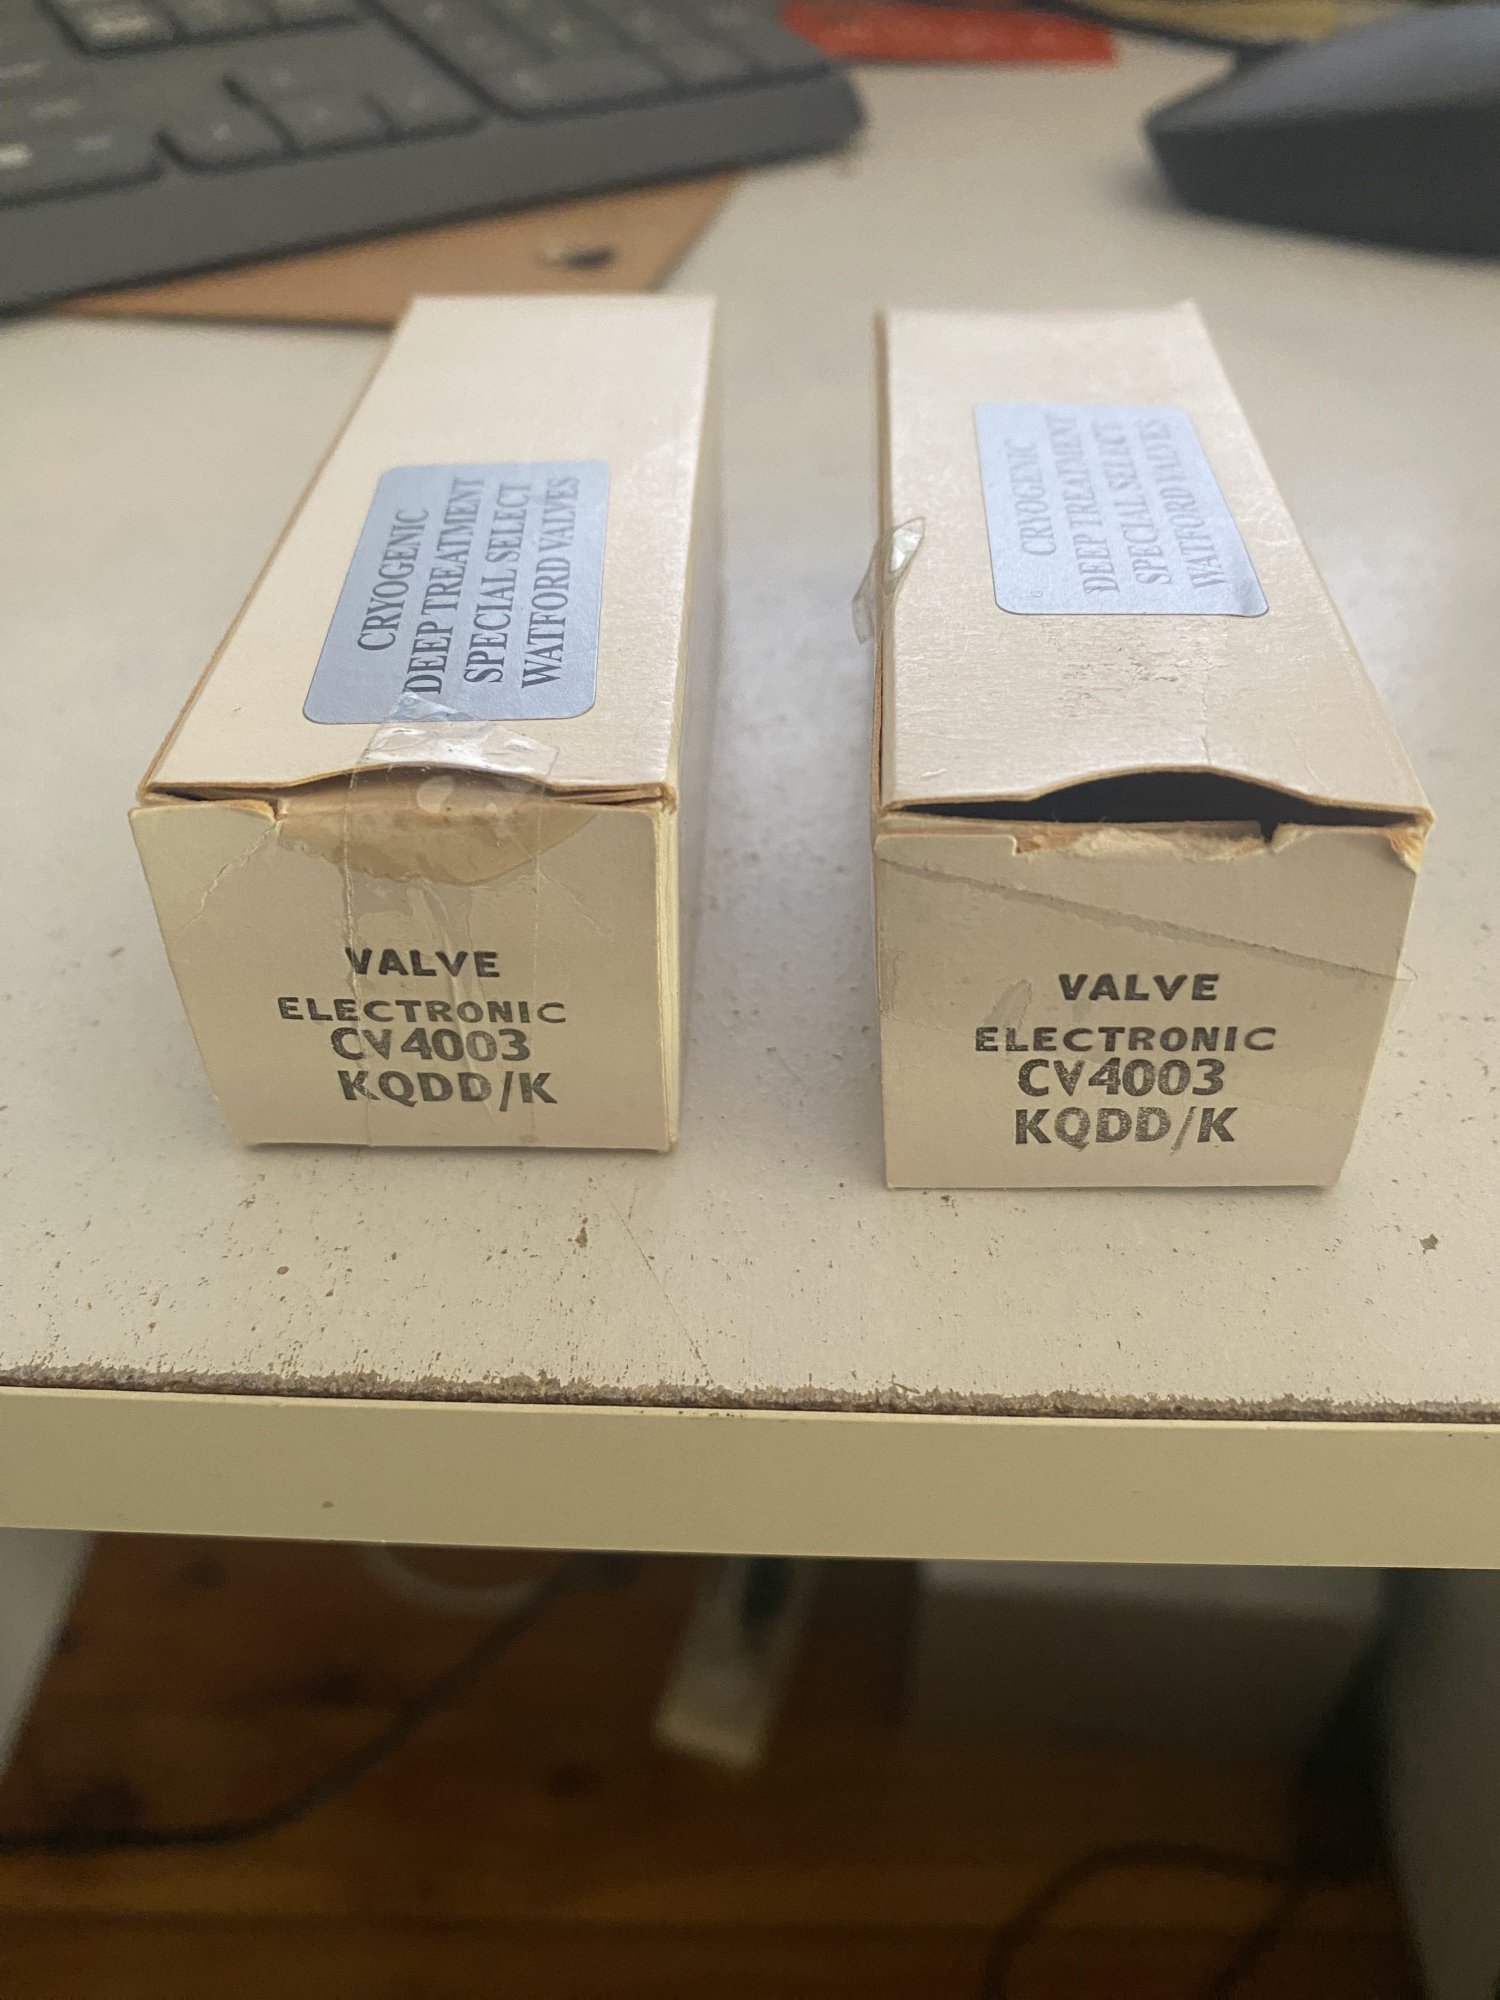 CRYOGENIC
DEEP TREATMENT
SPECIAL SELECT
WATFORD VALVES
VALVE
ELECTRONIC
CV4003
KQDD/K
CRYOGENIC
DEEP TREATMENT
SPECIAL SELECT
WATFORD VALVES
VALVE
ELECTRONIC
CV4003
KQDD/K